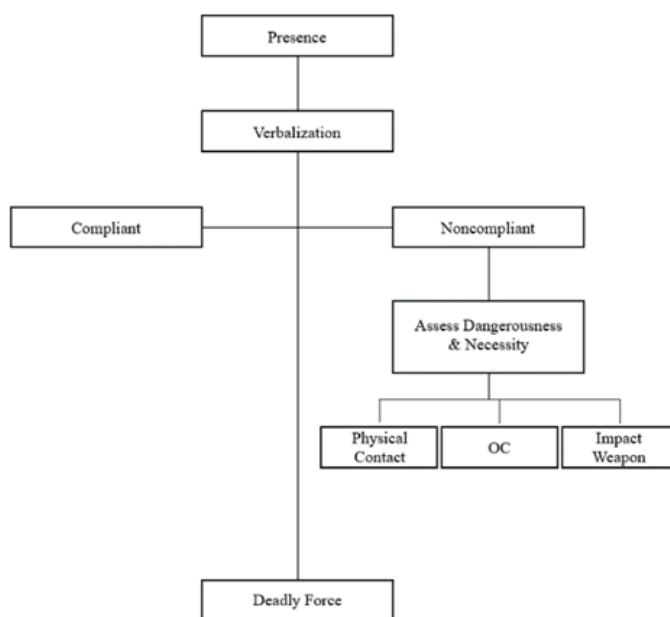 Presence
Verbalization
Compliant
Noncompliant
Assess Dangerousness
& Necessity
Physical
Contact
OC
Impact
Weapon
Deadly Force